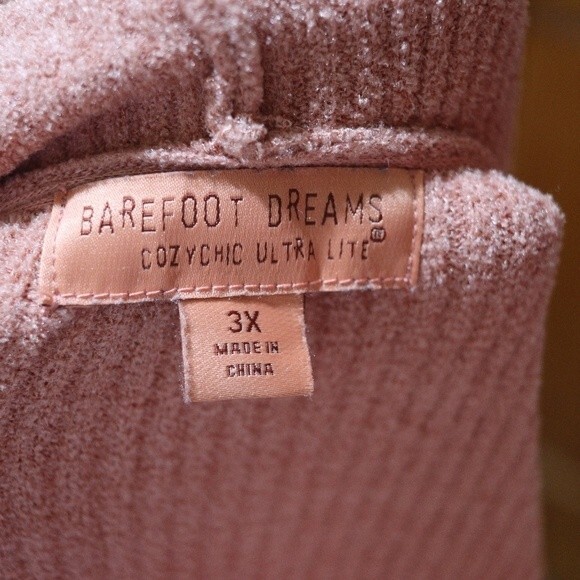 BAREFOOT DREAMS
COZYCHIC ULTRA LITE®
3X
MADE IN
CHINA